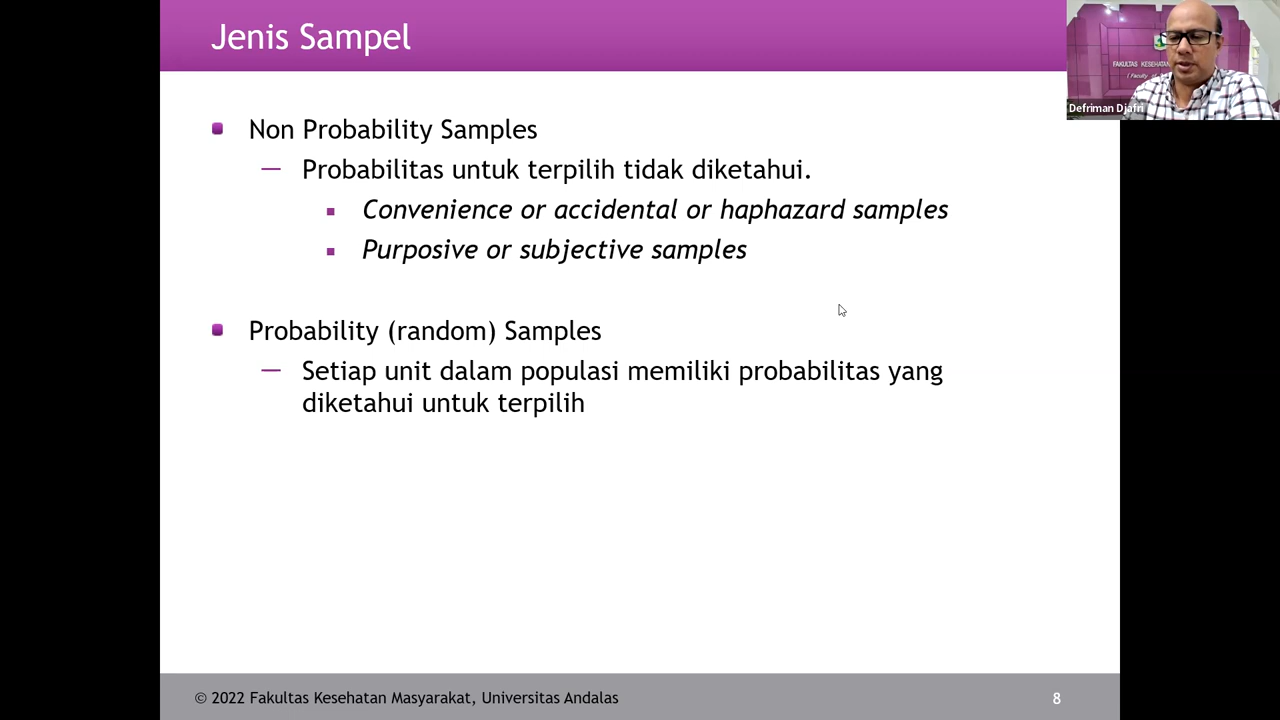 Jenis Sampel
FAKULTAS KESEHATAN
Defriman Djafri
Non Probability Samples
— Probabilitas untuk terpilih tidak diketahui.
Convenience or accidental or haphazard samples
Purposive or subjective samples
Probability (random) Samples
— Setiap unit dalam populasi memiliki probabilitas yang
diketahui untuk terpilih
© 2022 Fakultas Kesehatan Masyarakat, Universitas Andalas
8